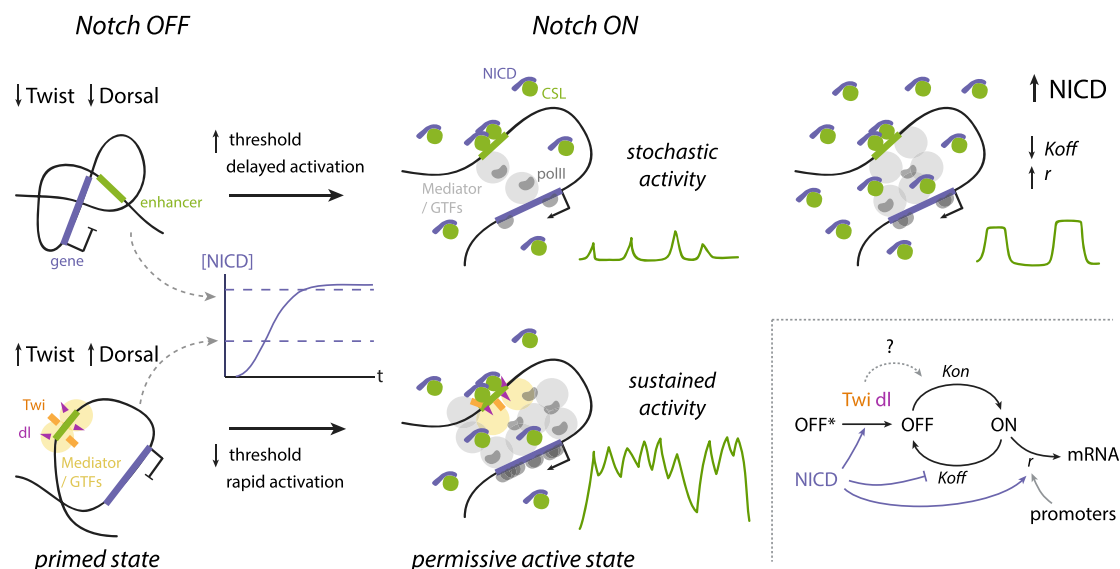 Notch OFF
Notch ON
↓Twist ↓Dorsal
↑ threshold
delayed activation
enhancer
gene
NICD
CSL
Mediator
/ GTFs
polII
stochastic
activity
↑ NICD
↓ Koff
↑ r
[NICD]
t
↑Twist ↑Dorsal
Twi
dl
Mediator
/ GTFs
↓ threshold
rapid activation
sustained
activity
primed state
permissive active state
?
Kon
Twi dl
OFF* OFF ON
mRNA
r
NICD
Koff
promoters